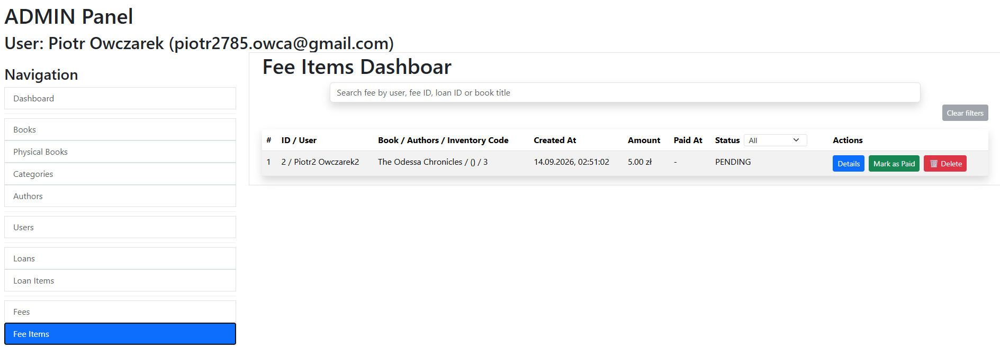 ADMIN Panel
User: Piotr Owczarek (piotr2785.owca@gmail.com)
Navigation
Dashboard
Books
Physical Books
Categories
Authors
Users
Loans
Loan Items
Fees
Fee Items
Fee Items Dashboar
Search fee by user, fee ID, loan ID or book title
Clear filters
# ID / User Book / Authors / Inventory Code Created At Amount Paid At Status All Actions
1 2 / Piotr2 Owczarek2 The Odessa Chronicles / () / 3 14.09.2026, 02:51:02 5.00 zł - PENDING Details Mark as Paid Delete